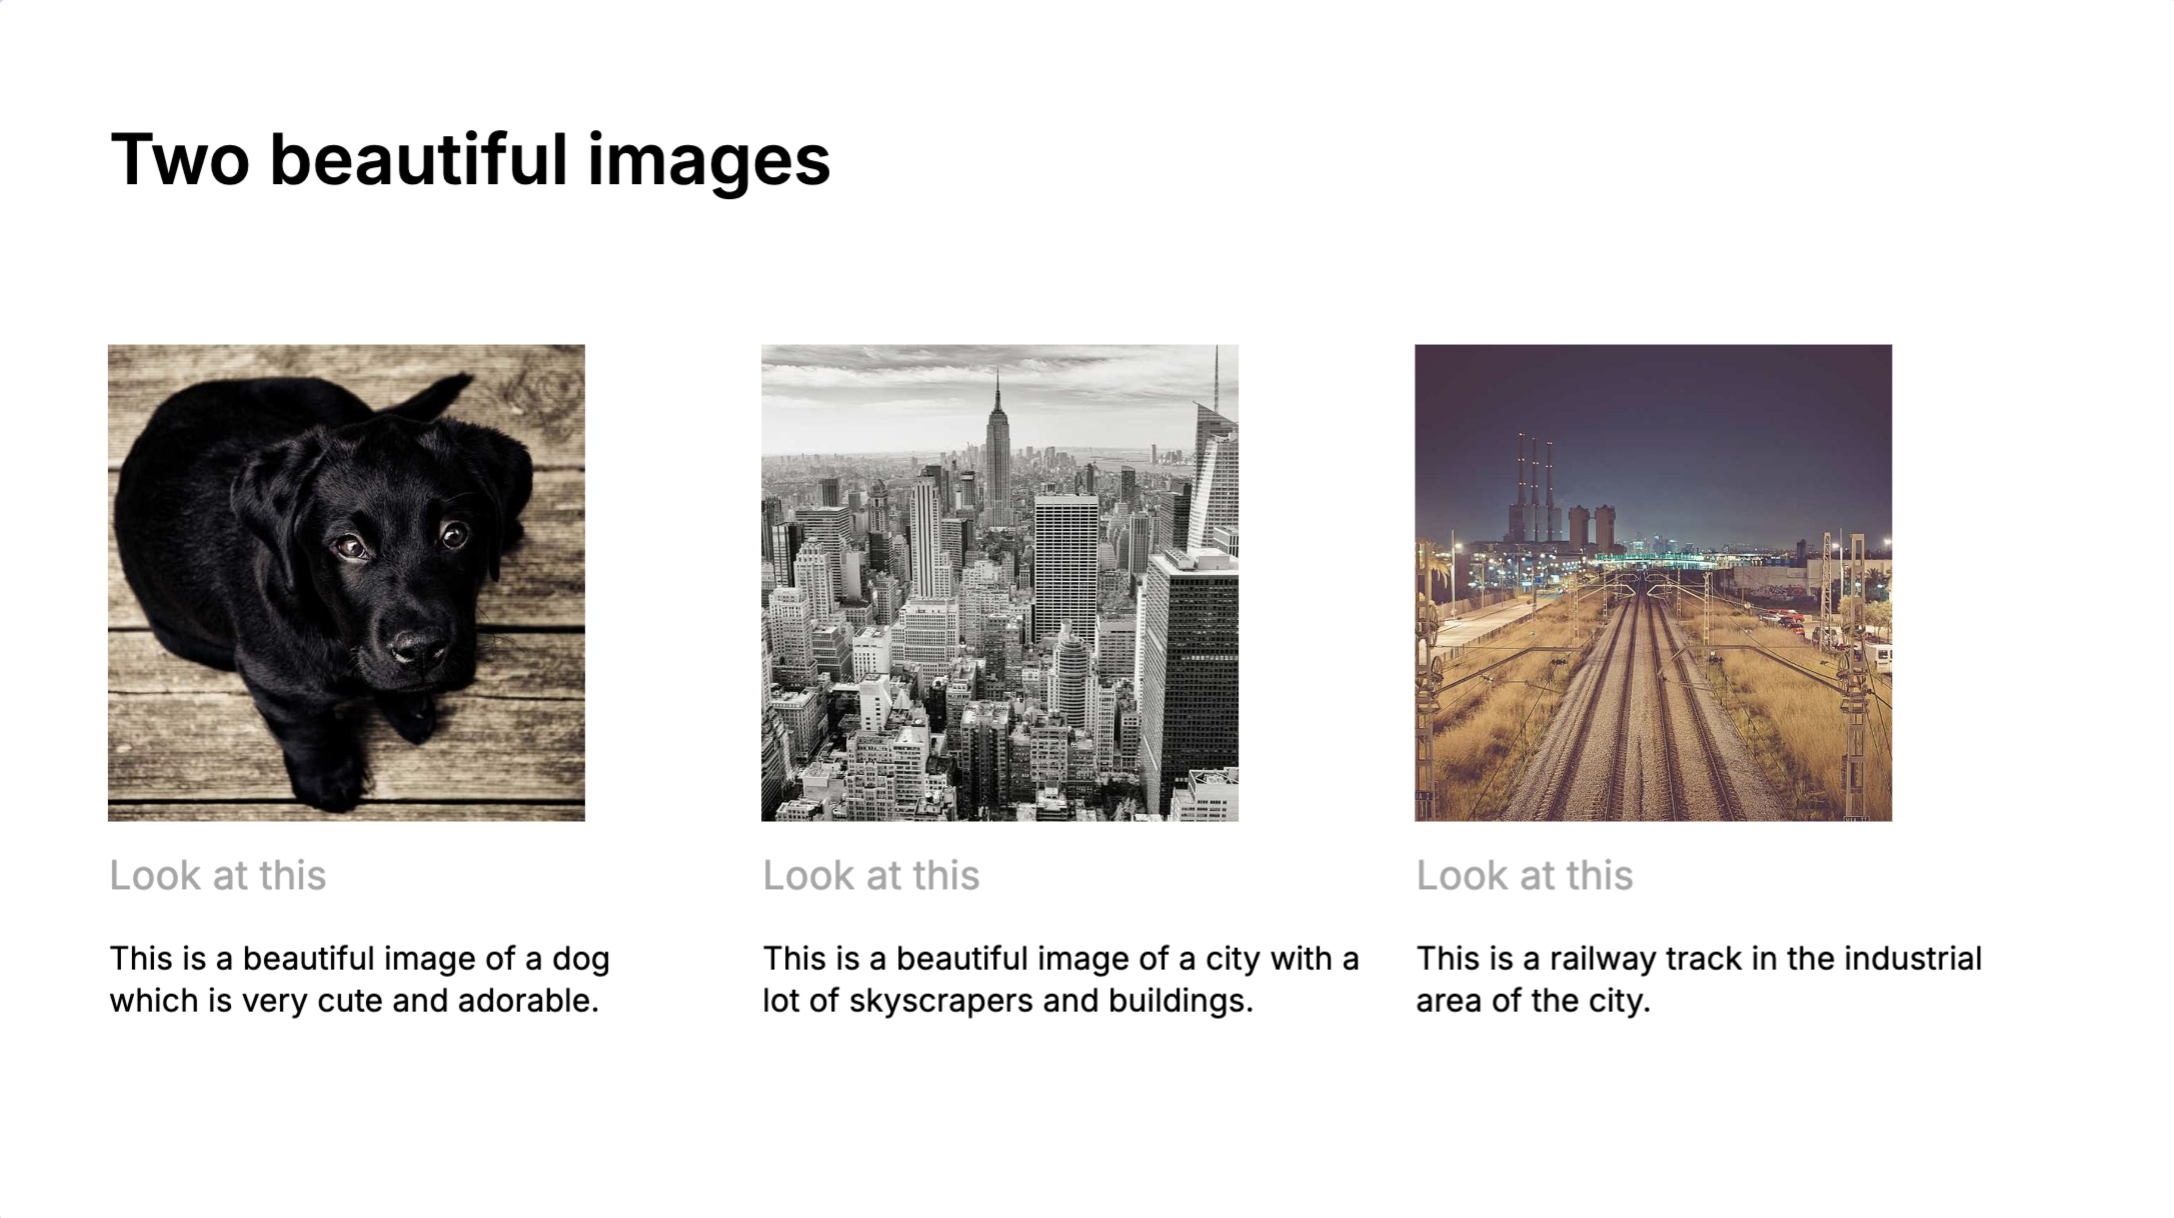 Two beautiful images
Look at this
This is a beautiful image of a dog
which is very cute and adorable.
Look at this
This is a beautiful image of a city with a
lot of skyscrapers and buildings.
Look at this
This is a railway track in the industrial
area of the city.